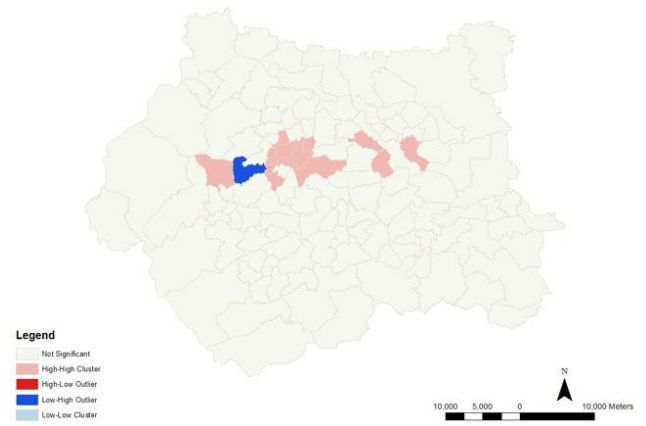 Legend
Not Significant
High-High Cluster
High-Low Outlier
Low-High Outlier
Low-Low Cluster
N
10,000 5,000 0 10,000 Meters